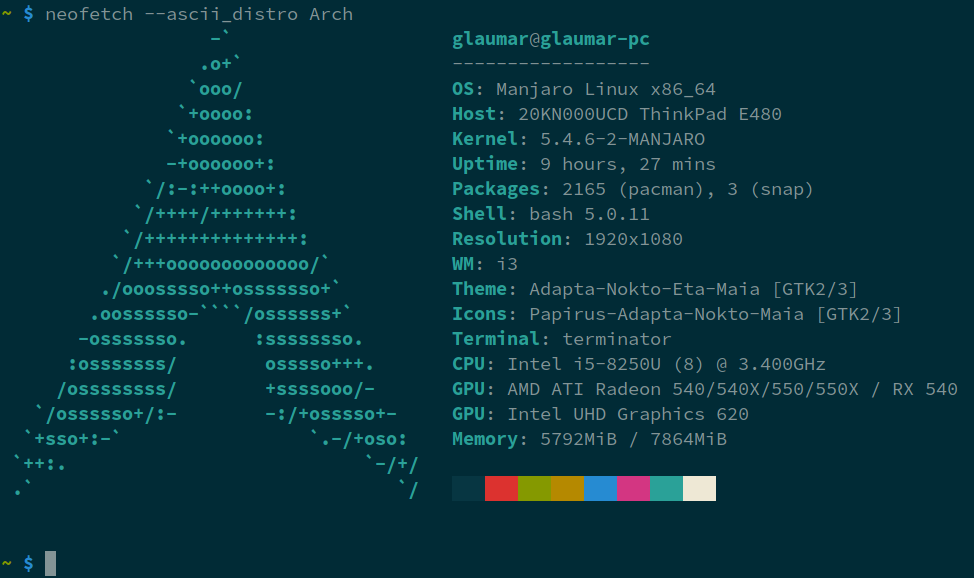 ~ $ neofetch --ascii_distro Arch
                  -`                     glaumar@glaumar-pc
                 .o+`                    ------------------
                `ooo/                    OS: Manjaro Linux x86_64
               `+oooo:                   Host: 20KN000UCD ThinkPad E480
              `+oooooo:                  Kernel: 5.4.6-2-MANJARO
              -+oooooo+:                 Uptime: 9 hours, 27 mins
            `/:-:++oooo+:                Packages: 2165 (pacman), 3 (snap)
           `/++++/+++++++:               Shell: bash 5.0.11
          `/++++++++++++++:              Resolution: 1920x1080
         `/+++ooooooooooooo/`            WM: i3
        ./ooosssso++osssssso+`           Theme: Adapta-Nokto-Eta-Maia [GTK2/3]
       .oossssso-````/ossssss+`          Icons: Papirus-Adapta-Nokto-Maia [GTK2/3]
      -osssssso.      :ssssssso.         Terminal: terminator
     :osssssss/        osssso+++.        CPU: Intel i5-8250U (8) @ 3.400GHz
    /ossssssss/        +ssssooo/-        GPU: AMD ATI Radeon 540/540X/550/550X / RX 540
  `/ossssso+/:-        -:/+osssso+-      GPU: Intel UHD Graphics 620
 `+sso+:-`                 `.-/+oso:     Memory: 5792MiB / 7864MiB
`++:.                           `-/+/
.`                                 `/
~ $